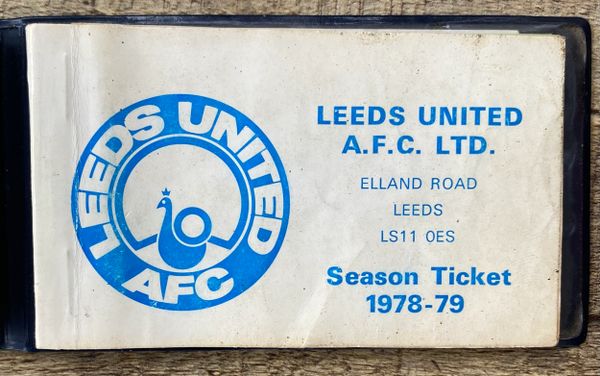 LEEDS UNITED
AFC
LEEDS UNITED
A.F.C. LTD.
ELLAND ROAD
LEEDS
LS11 0ES
Season Ticket
1978-79